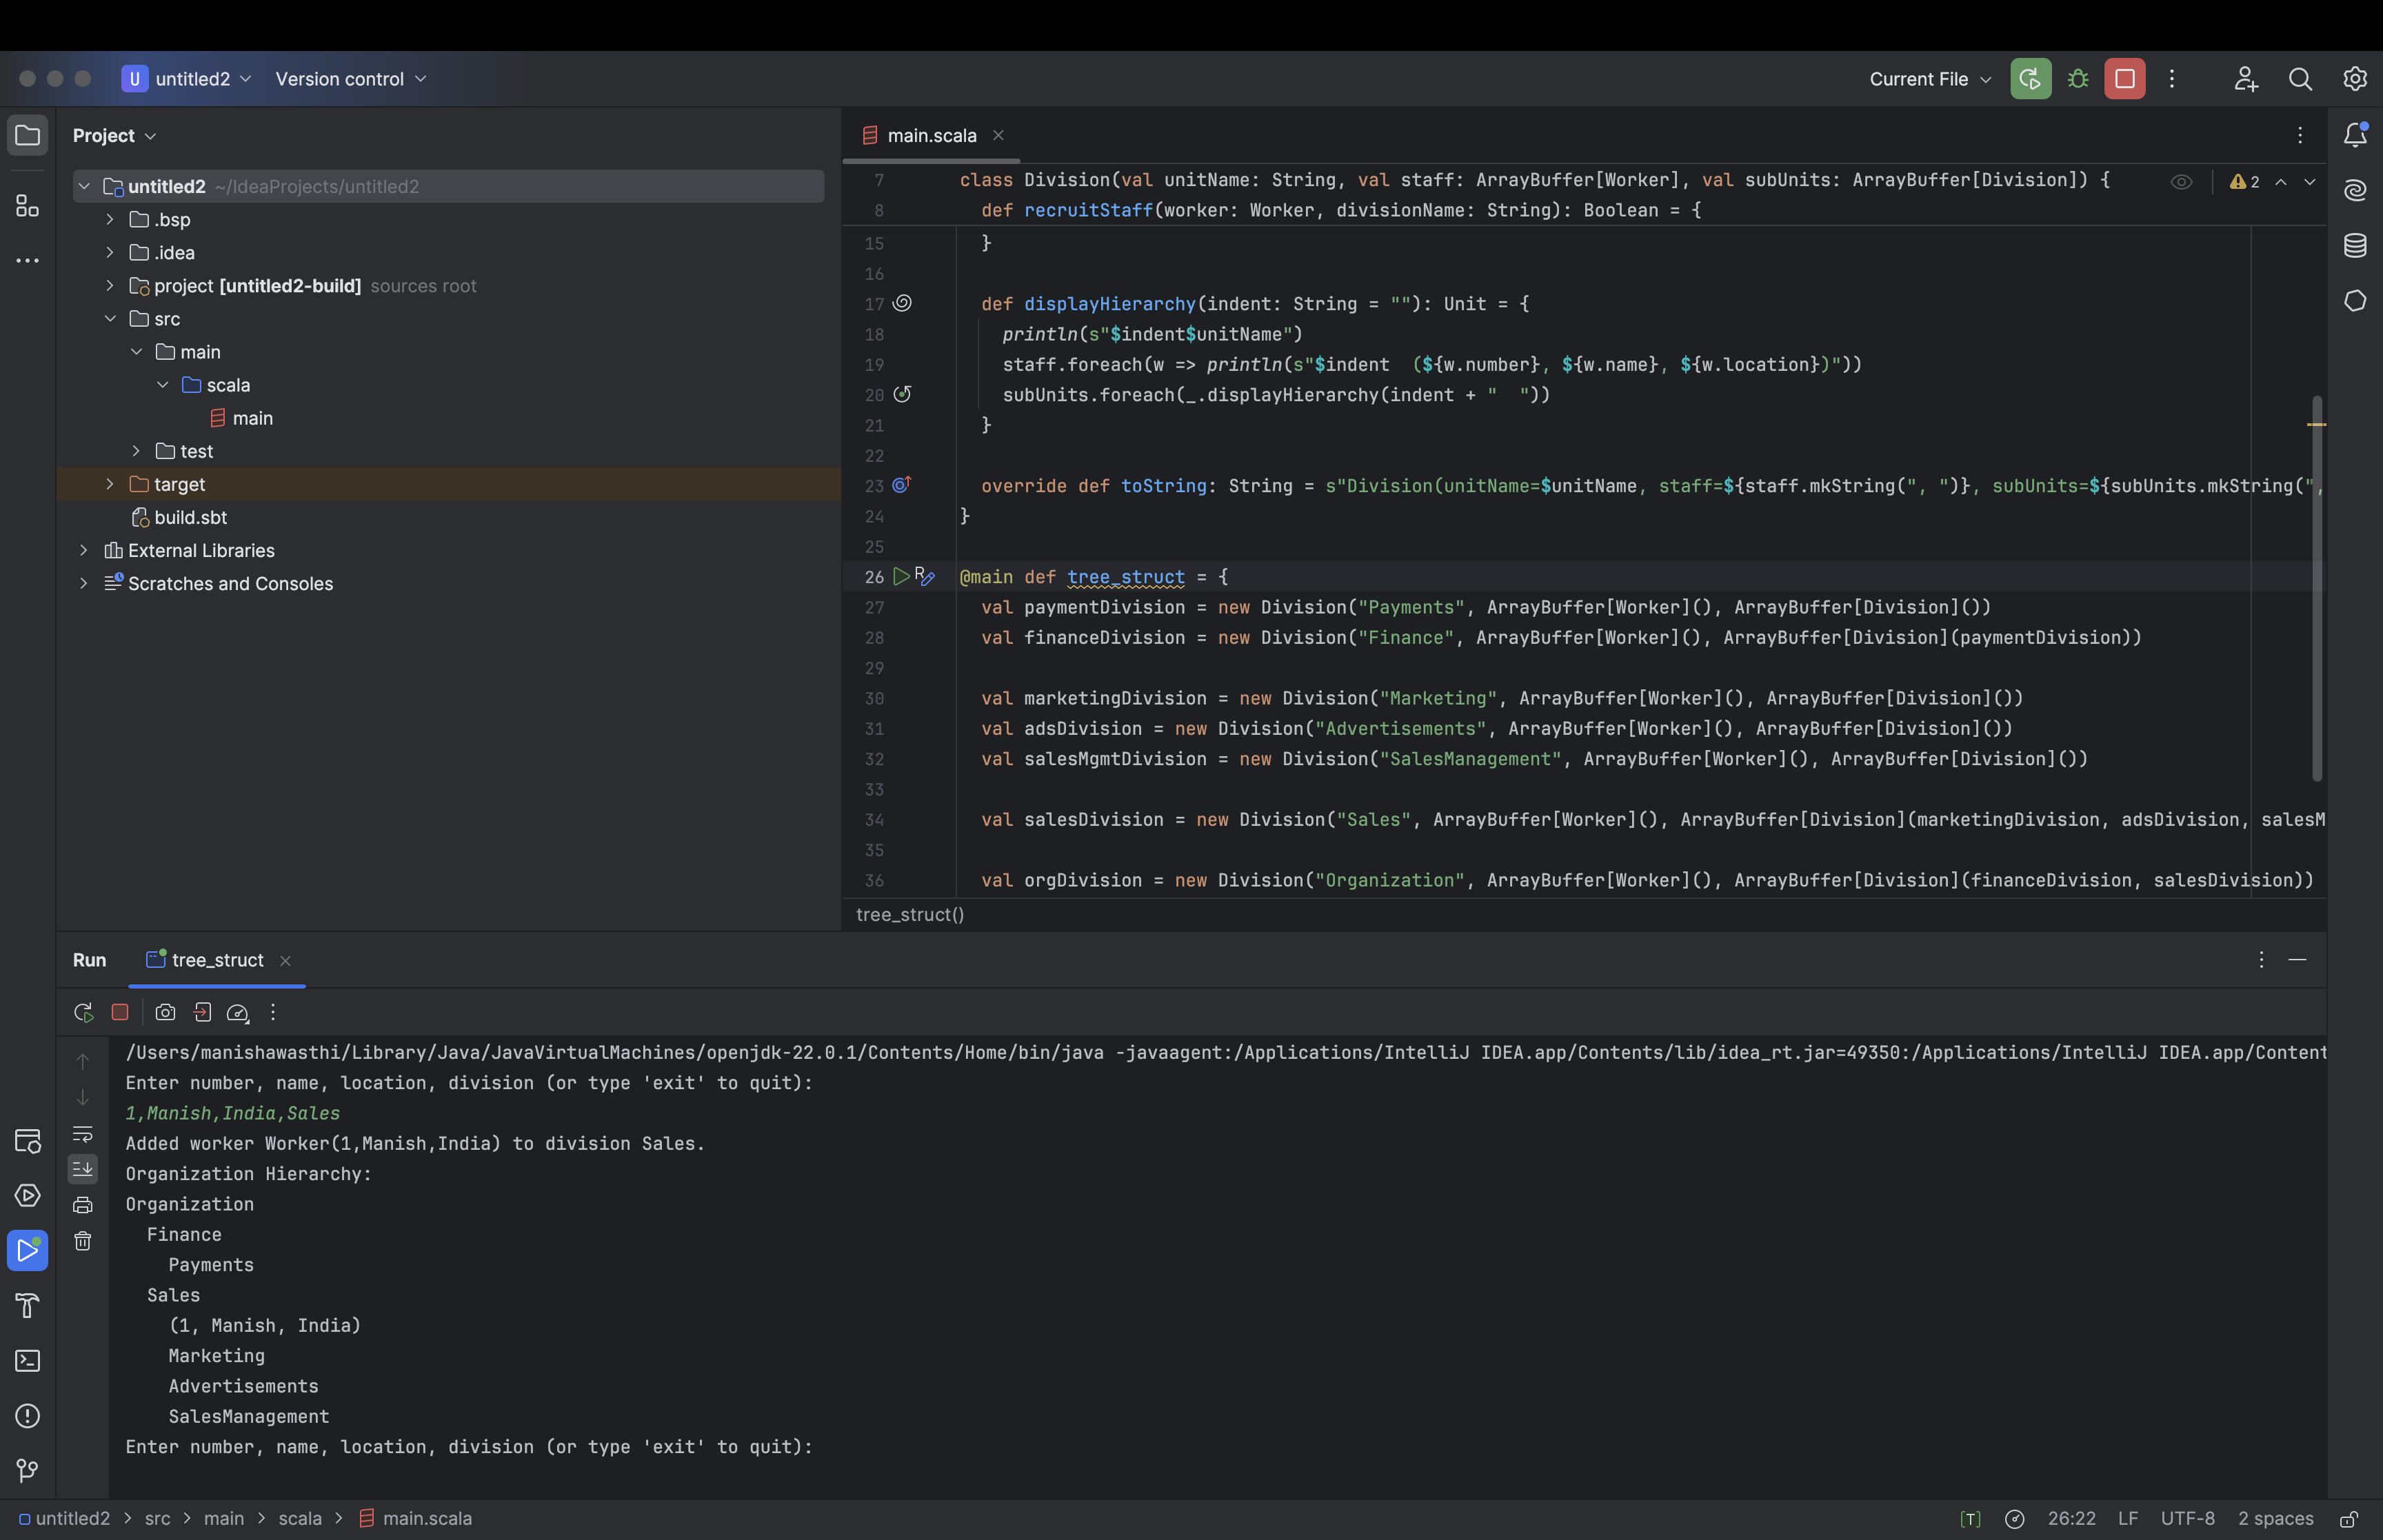 U untitled2 Version control Current File
Project
untitled2 ~/IdeaProjects/untitled2
.bsp
.idea
project [untitled2-build] sources root
src
main
scala
main
test
target
build.sbt
External Libraries
Scratches and Consoles
main.scala
2
7 class Division(val unitName: String, val staff: ArrayBuffer[Worker], val subUnits: ArrayBuffer[Division]) {
8 def recruitStaff(worker: Worker, divisionName: String): Boolean = {
15 }
16
17 def displayHierarchy(indent: String = ""): Unit = {
18 println(s"$indent$unitName")
19 staff.foreach(w => println(s"$indent  (${w.number}, ${w.name}, ${w.location})"))
20 subUnits.foreach(_.displayHierarchy(indent + "  "))
21 }
22
23 override def toString: String = s"Division(unitName=$unitName, staff=${staff.mkString(", ")}, subUnits=${subUnits.mkString(",
24 }
25
26 @main def tree_struct = {
27 val paymentDivision = new Division("Payments", ArrayBuffer[Worker](), ArrayBuffer[Division]())
28 val financeDivision = new Division("Finance", ArrayBuffer[Worker](), ArrayBuffer[Division](paymentDivision))
29
30 val marketingDivision = new Division("Marketing", ArrayBuffer[Worker](), ArrayBuffer[Division]())
31 val adsDivision = new Division("Advertisements", ArrayBuffer[Worker](), ArrayBuffer[Division]())
32 val salesMgmtDivision = new Division("SalesManagement", ArrayBuffer[Worker](), ArrayBuffer[Division]())
33
34 val salesDivision = new Division("Sales", ArrayBuffer[Worker](), ArrayBuffer[Division](marketingDivision, adsDivision, salesM
35
36 val orgDivision = new Division("Organization", ArrayBuffer[Worker](), ArrayBuffer[Division](financeDivision, salesDivision))
tree_struct()
Run tree_struct
/Users/manishawasthi/Library/Java/JavaVirtualMachines/openjdk-22.0.1/Contents/Home/bin/java -javaagent:/Applications/IntelliJ IDEA.app/Contents/lib/idea_rt.jar=49350:/Applications/IntelliJ IDEA.app/Content
Enter number, name, location, division (or type 'exit' to quit):
1,Manish,India,Sales
Added worker Worker(1,Manish,India) to division Sales.
Organization Hierarchy:
Organization
Finance
Payments
Sales
(1, Manish, India)
Marketing
Advertisements
SalesManagement
Enter number, name, location, division (or type 'exit' to quit):
untitled2 > src > main > scala > main.scala [T] 26:22 LF UTF-8 2 spaces